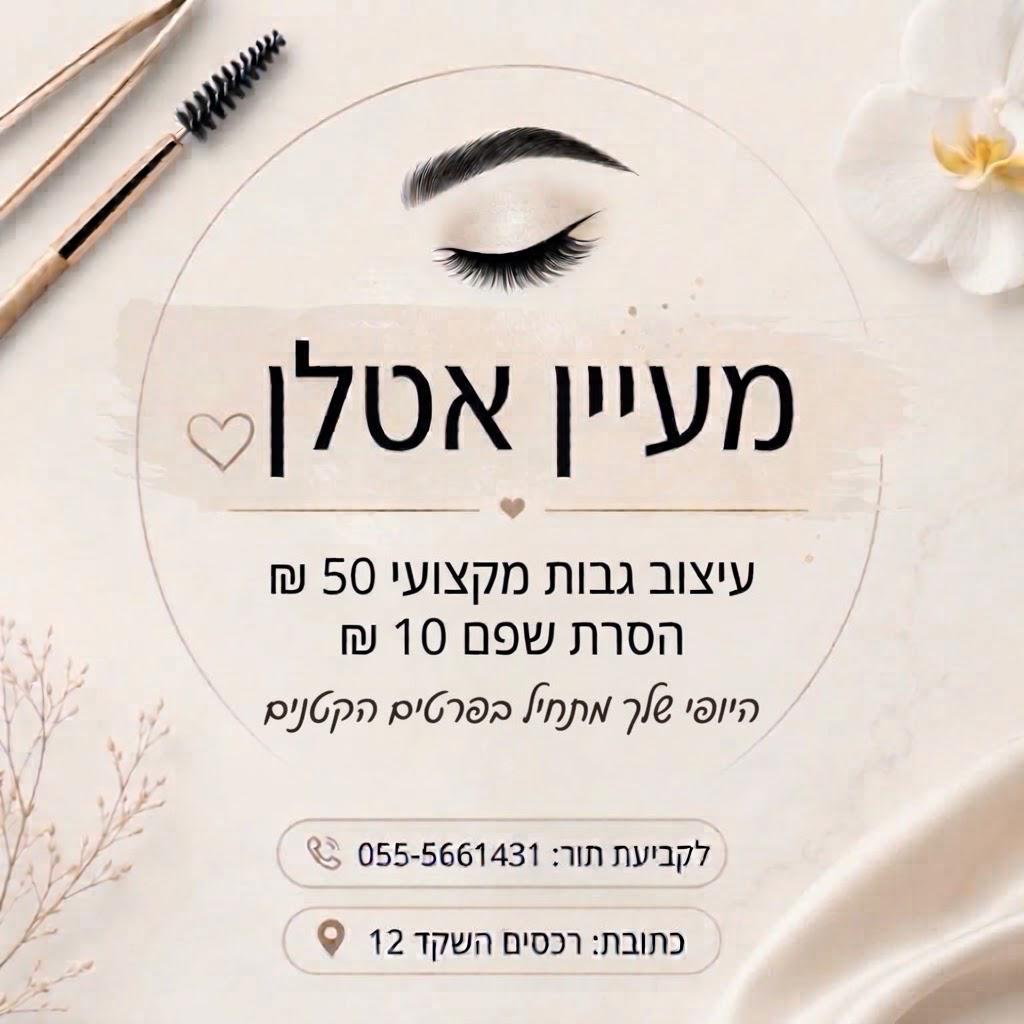 מעיין אטלן
עיצוב גבות מקצועי 50 ₪
הסרת שפם 10 ₪
היופי שלך מתחיל בפרטים הקטנים
לקביעת תור: 055-5661431
כתובת: רכסים השקד 12